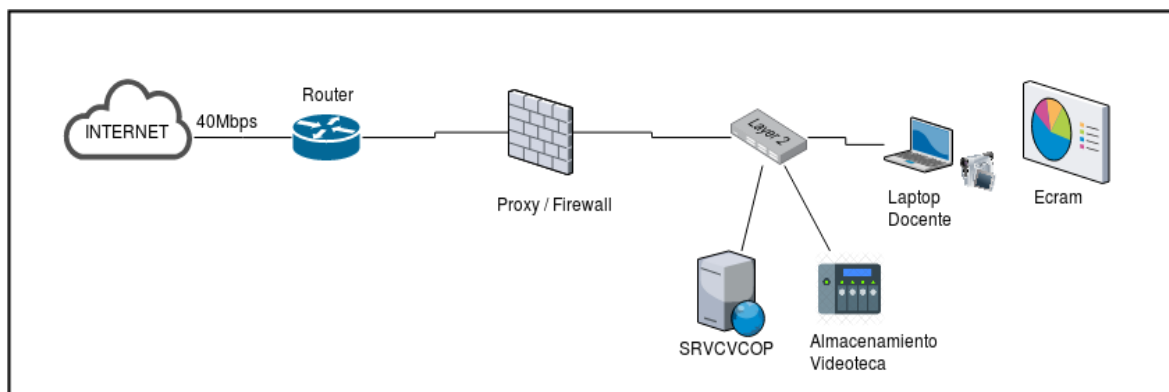 INTERNET
40Mbps
Router
Proxy / Firewall
Layer 2
Laptop
Docente
Ecram
SRVCVCOP
Almacenamiento
Videoteca